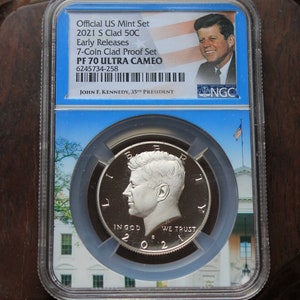 Official US Mint Set
2021 S Clad 50C
Early Releases
7-Coin Clad Proof Set
PF 70 ULTRA CAMEO
6245734-258
NGC
JOHN F. KENNEDY, 35TH PRESIDENT
LIBERTY
IN GOD WE TRUST
S
2021